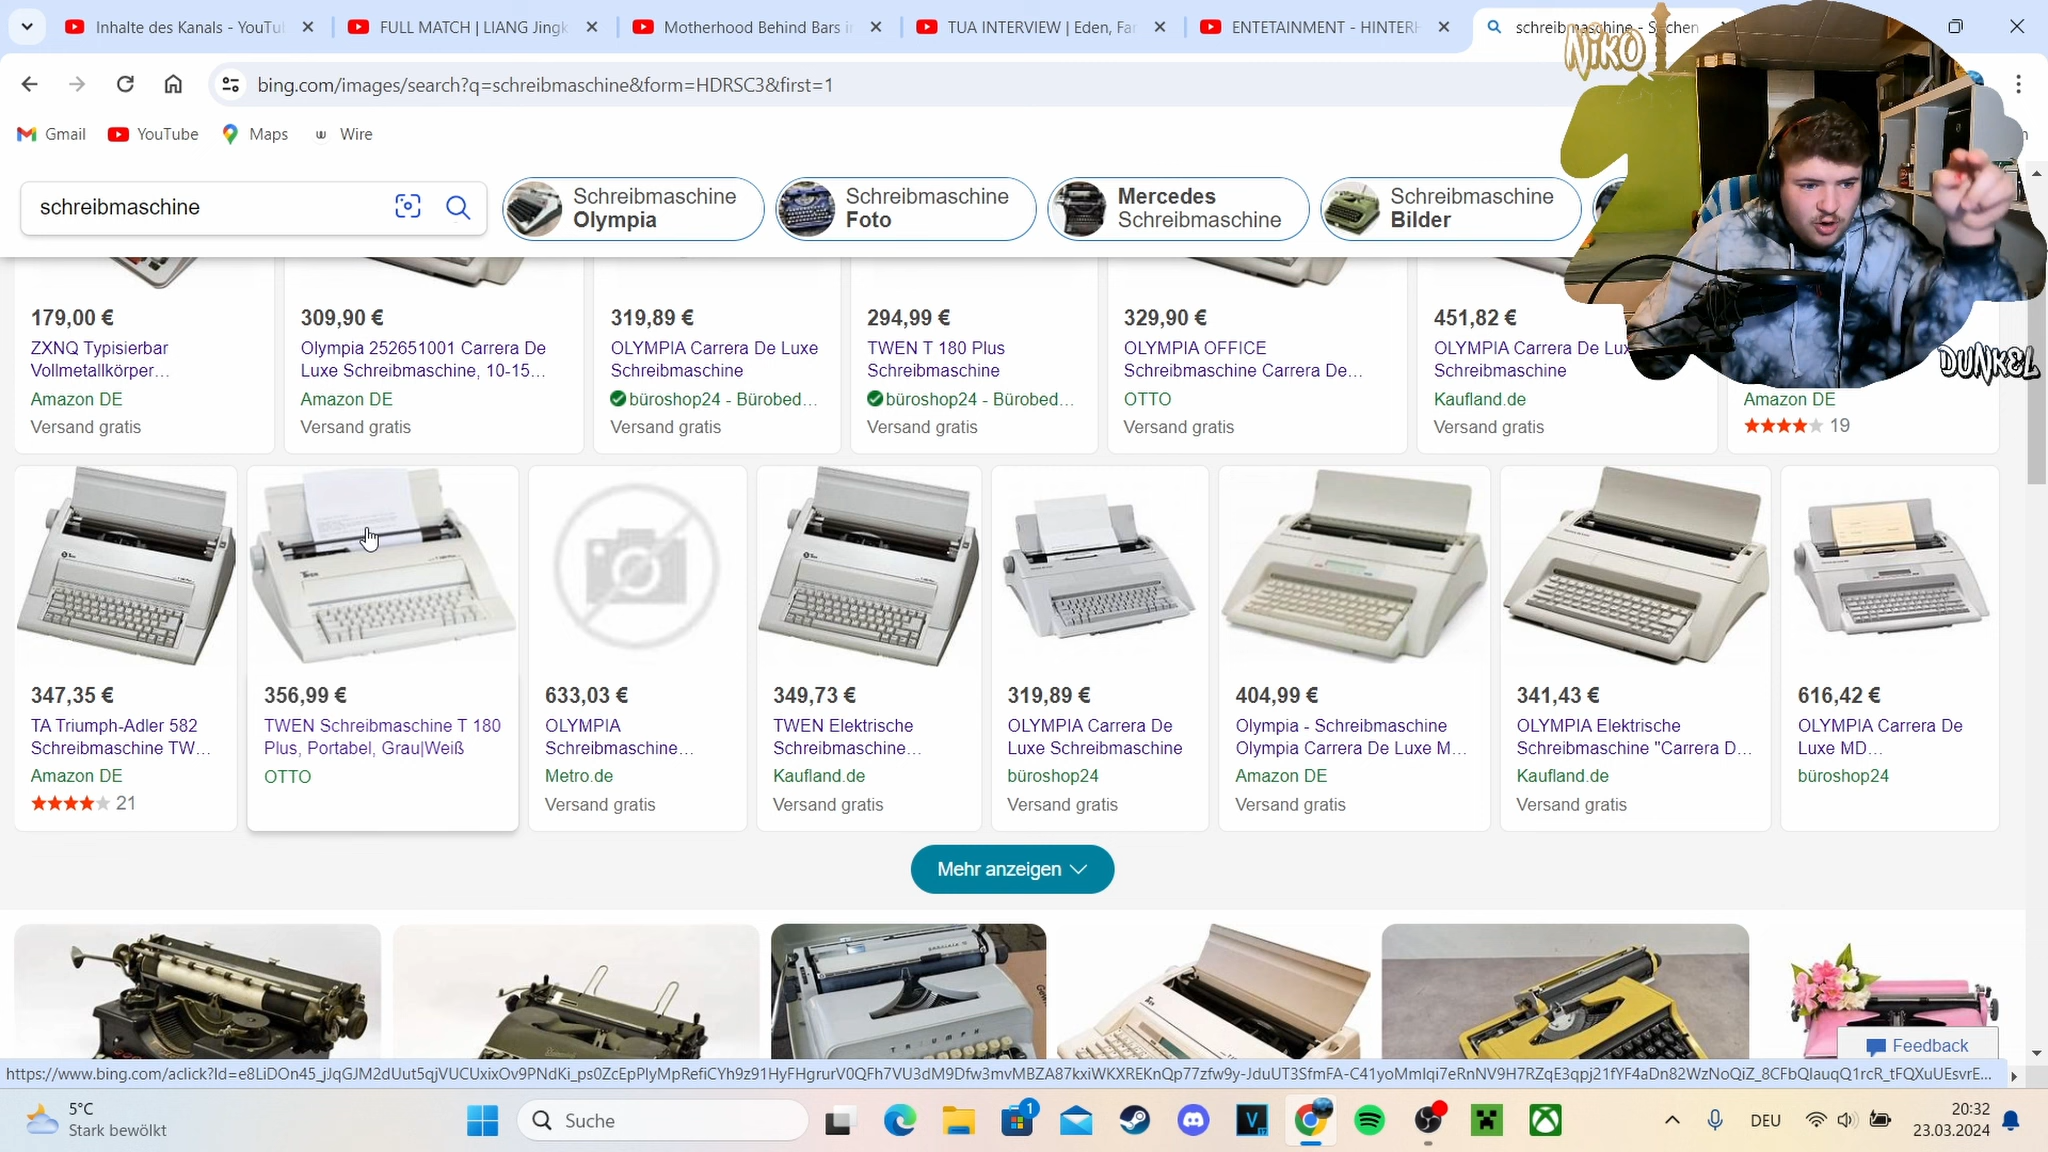 Inhalte des Kanals - YouTu
FULL MATCH | LIANG Jingk
Motherhood Behind Bars i
TUA INTERVIEW | Eden, Far
ENTETAINMENT - HINTERH
schreibmaschine - Suchen
bing.com/images/search?q=schreibmaschine&form=HDRSC3&first=1
Gmail
YouTube
Maps
Wire
NiKO
DUNKEL
schreibmaschine
Schreibmaschine
Olympia
Schreibmaschine
Foto
Mercedes
Schreibmaschine
Schreibmaschine
Bilder
179,00 €
ZXNQ Typisierbar
Vollmetallkörper...
Amazon DE
Versand gratis
309,90 €
Olympia 252651001 Carrera De
Luxe Schreibmaschine, 10-15...
Amazon DE
Versand gratis
319,89 €
OLYMPIA Carrera De Luxe
Schreibmaschine
büroshop24 - Bürobed...
Versand gratis
294,99 €
TWEN T 180 Plus
Schreibmaschine
büroshop24 - Bürobed...
Versand gratis
329,90 €
OLYMPIA OFFICE
Schreibmaschine Carrera De...
OTTO
Versand gratis
451,82 €
OLYMPIA Carrera De Lux
Schreibmaschine
Kaufland.de
Versand gratis
Amazon DE
19
347,35 €
TA Triumph-Adler 582
Schreibmaschine TW...
Amazon DE
21
TWEN
356,99 €
TWEN Schreibmaschine T 180
Plus, Portabel, Grau|Weiß
OTTO
633,03 €
OLYMPIA
Schreibmaschine...
Metro.de
Versand gratis
349,73 €
TWEN Elektrische
Schreibmaschine...
Kaufland.de
Versand gratis
319,89 €
OLYMPIA Carrera De
Luxe Schreibmaschine
büroshop24
Versand gratis
404,99 €
Olympia - Schreibmaschine
Olympia Carrera De Luxe M...
Amazon DE
Versand gratis
341,43 €
OLYMPIA Elektrische
Schreibmaschine "Carrera D...
Kaufland.de
Versand gratis
616,42 €
OLYMPIA Carrera De
Luxe MD...
büroshop24
Mehr anzeigen
TRIUMPH
Feedback
5°C
Stark bewölkt
Suche
1
V
DEU
20:32
23.03.2024